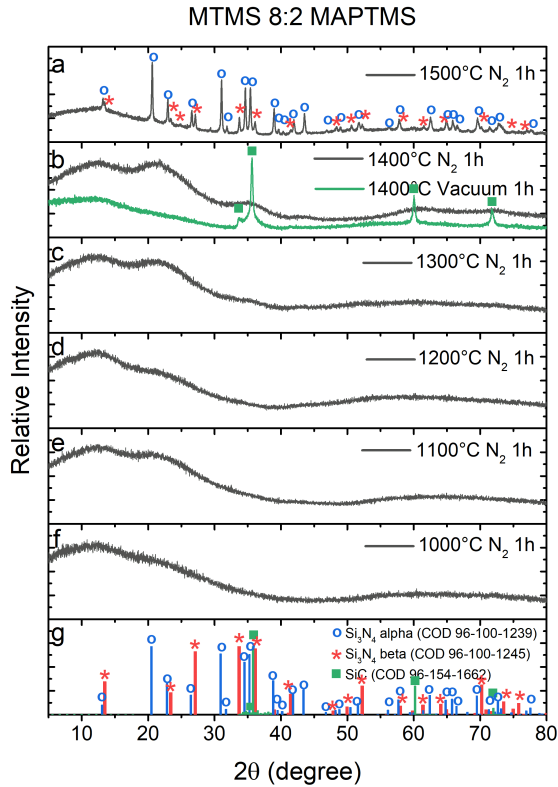 MTMS 8:2 MAPTMS
a
1500°C N2 1h
b
1400°C N2 1h
1400°C Vacuum 1h
c
1300°C N2 1h
d
1200°C N2 1h
e
1100°C N2 1h
f
1000°C N2 1h
g
Si3N4 alpha (COD 96-100-1239)
Si3N4 beta (COD 96-100-1245)
SiC (COD 96-154-1662)
Relative Intensity
10 20 30 40 50 60 70 80
2θ (degree)